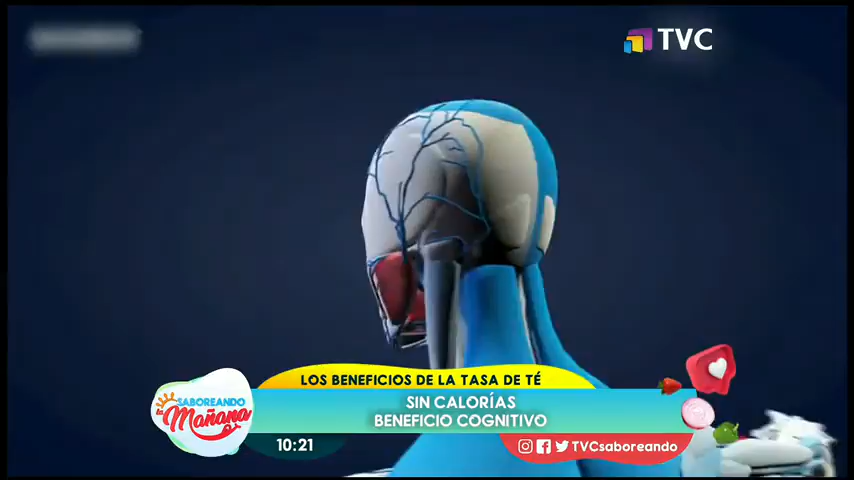 TVC
LOS BENEFICIOS DE LA TASA DE TÉ
SABOREANDO
Mañana
SIN CALORÍAS
BENEFICIO COGNITIVO
10:21
TVCsaboreando